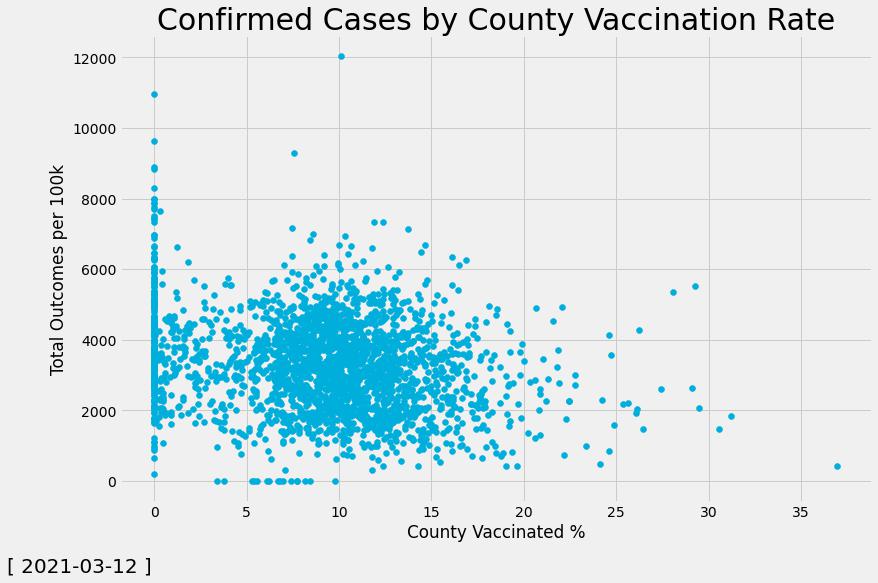 Confirmed Cases by County Vaccination Rate
Total Outcomes per 100k
12000
10000
8000
6000
4000
2000
0
0 5 10 15 20 25 30 35
County Vaccinated %
[ 2021-03-12 ]